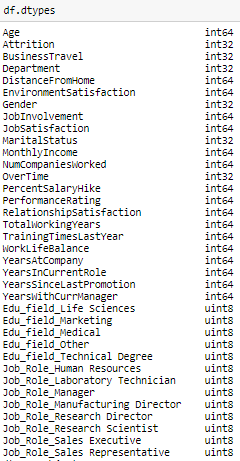 df.dtypes
Age int64
Attrition int32
BusinessTravel int32
Department int32
DistanceFromHome int64
EnvironmentSatisfaction int64
Gender int32
JobInvolvement int64
JobSatisfaction int64
MaritalStatus int32
MonthlyIncome int64
NumCompaniesWorked int64
OverTime int32
PercentSalaryHike int64
PerformanceRating int64
RelationshipSatisfaction int64
TotalWorkingYears int64
TrainingTimesLastYear int64
WorkLifeBalance int64
YearsAtCompany int64
YearsInCurrentRole int64
YearsSinceLastPromotion int64
YearsWithCurrManager int64
Edu_field_Life Sciences uint8
Edu_field_Marketing uint8
Edu_field_Medical uint8
Edu_field_Other uint8
Edu_field_Technical Degree uint8
Job_Role_Human Resources uint8
Job_Role_Laboratory Technician uint8
Job_Role_Manager uint8
Job_Role_Manufacturing Director uint8
Job_Role_Research Director uint8
Job_Role_Research Scientist uint8
Job_Role_Sales Executive uint8
Job_Role_Sales Representative uint8